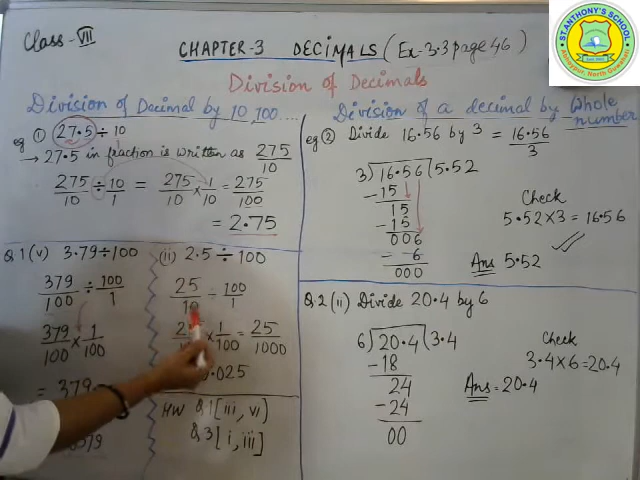 Class - VII
CHAPTER-3 DECIMALS (Ex-3.3 page 46)
Division of Decimals
Division of Decimal by 10,100....
eg ① 27.5 ÷ 10
→ 27.5 in fraction is written as 275/10
275/10 ÷ 10/1 = 275/10 × 1/10 = 275/100
= 2.75
Division of a decimal by Whole
number
eg ② Divide 16.56 by 3 = 16.56/3
3) 16.56 (5.52
-15
15
-15
006
- -6
000
Check
5.52×3 = 16.56
Ans 5.52
Q 1 (v) 3.79 ÷ 100
379/100 ÷ 100/1
379/100 × 1/100
= 379
(ii) 2.5 ÷ 100
25/10 ÷ 100/1
× 1/100 = 25/1000
.025
HW Q1 [iii, vi)
Q3 [i, iii]
Q2 (ii) Divide 20.4 by 6
6) 20.4 (3.4
-18
24
-24
00
Check
3.4×6 = 20.4
Ans = 20.4
ST. ANTHONY'S SCHOOL